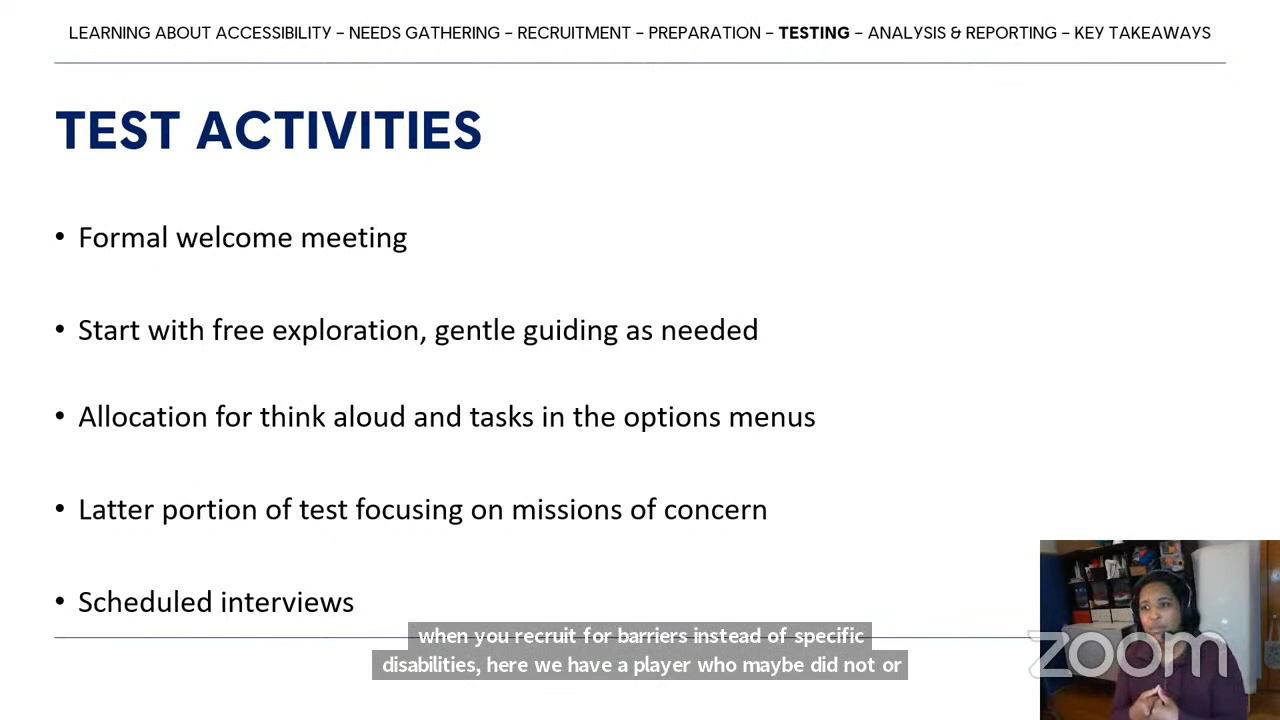 LEARNING ABOUT ACCESSIBILITY – NEEDS GATHERING – RECRUITMENT – PREPARATION – TESTING – ANALYSIS & REPORTING – KEY TAKEAWAYS
TEST ACTIVITIES
• Formal welcome meeting
• Start with free exploration, gentle guiding as needed
• Allocation for think aloud and tasks in the options menus
• Latter portion of test focusing on missions of concern
• Scheduled interviews
when you recruit for barriers instead of specific
disabilities, here we have a player who maybe did not or
zoom